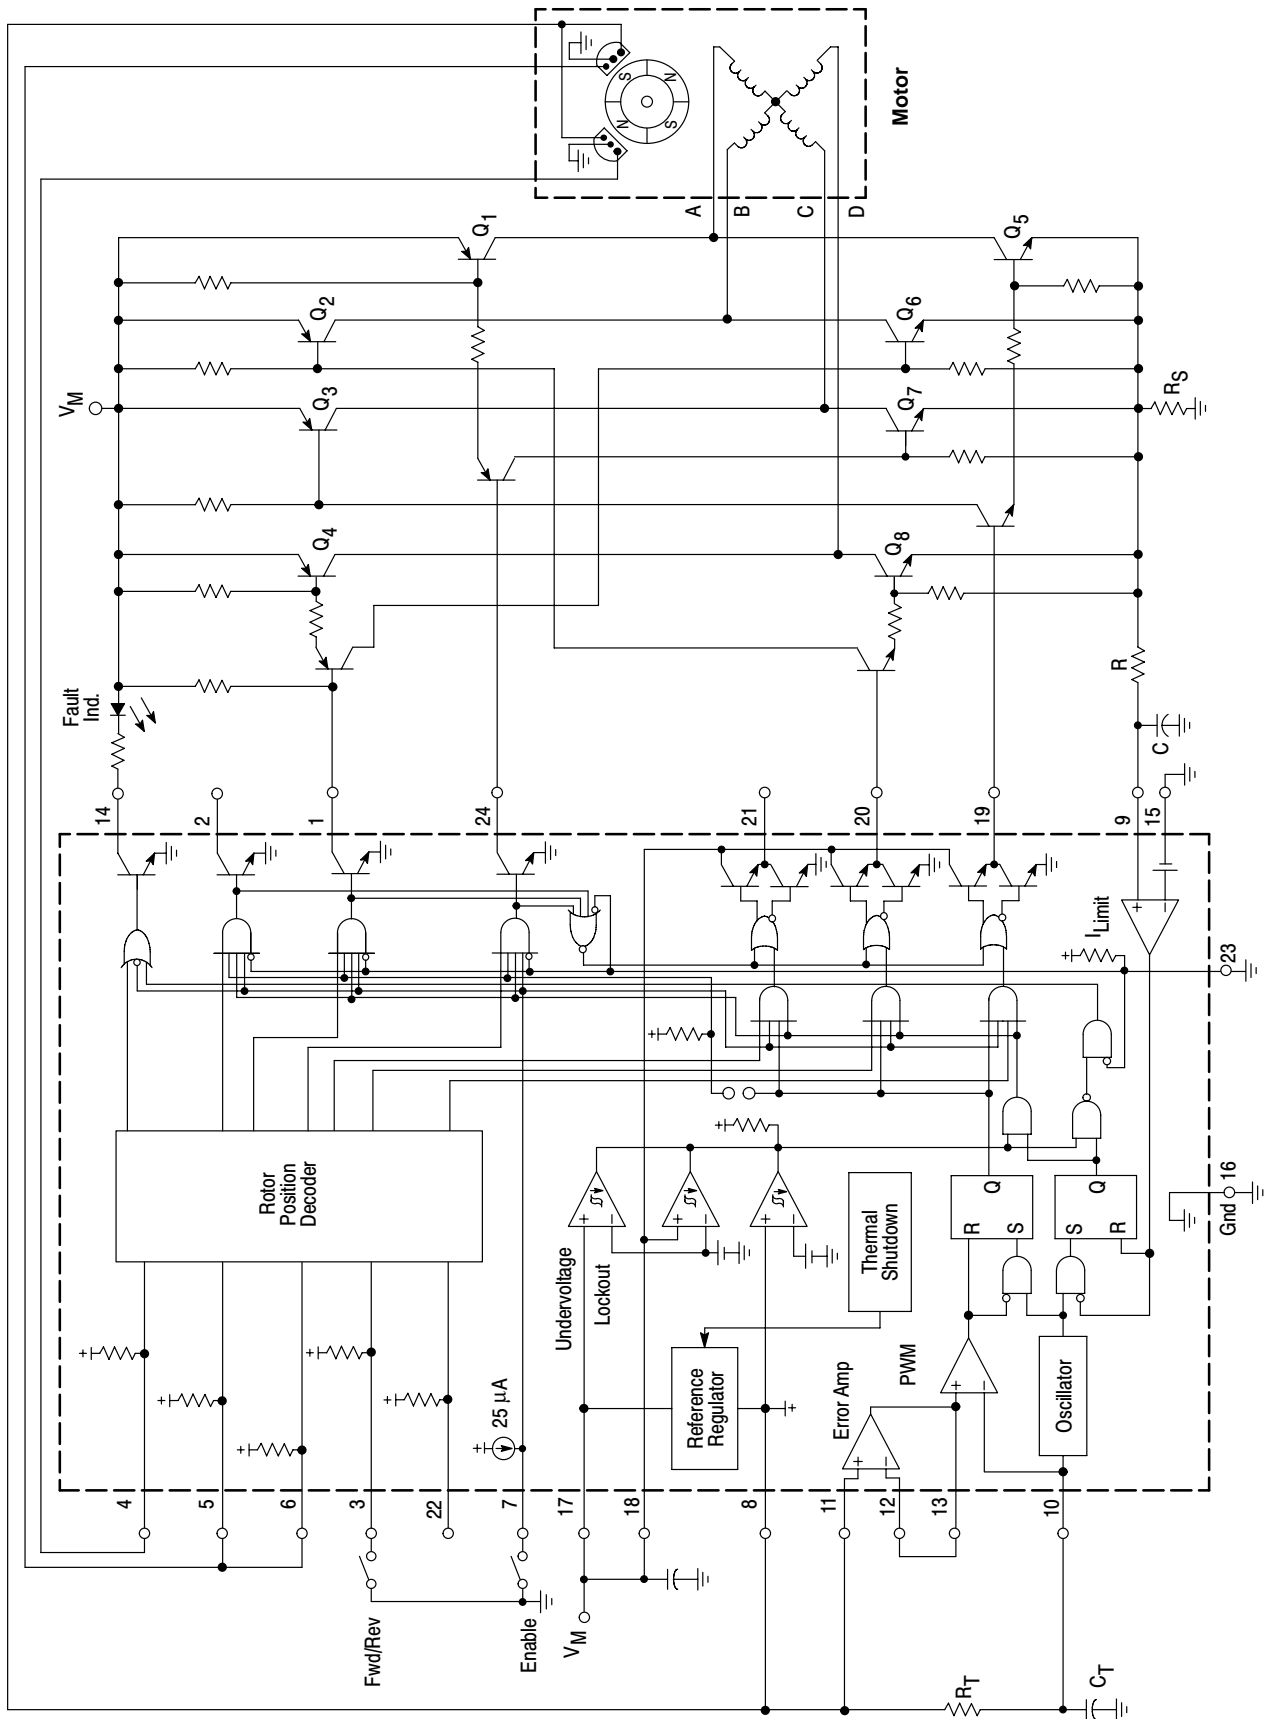 Motor
N
S
N
S
A
B
C
D
Q1
Q5
Q2
Q6
Q3
Q7
VM
RS
Q4
Q8
Fault
Ind.
R
C
14
2
1
24
21
20
19
9
15
ILimit
+
−
23
+
+
Rotor
Position
Decoder
Undervoltage
Lockout
+
−
+
−
+
−
Thermal
Shutdown
Reference
Regulator
+
Error Amp
+
−
PWM
+
−
Oscillator
R
S
Q
S
R
Q
Gnd 16
+
+
+
+
+
+
25 µA
4
5
6
3
22
7
17
18
8
11
12
13
10
Fwd/Rev
Enable
VM
RT
CT